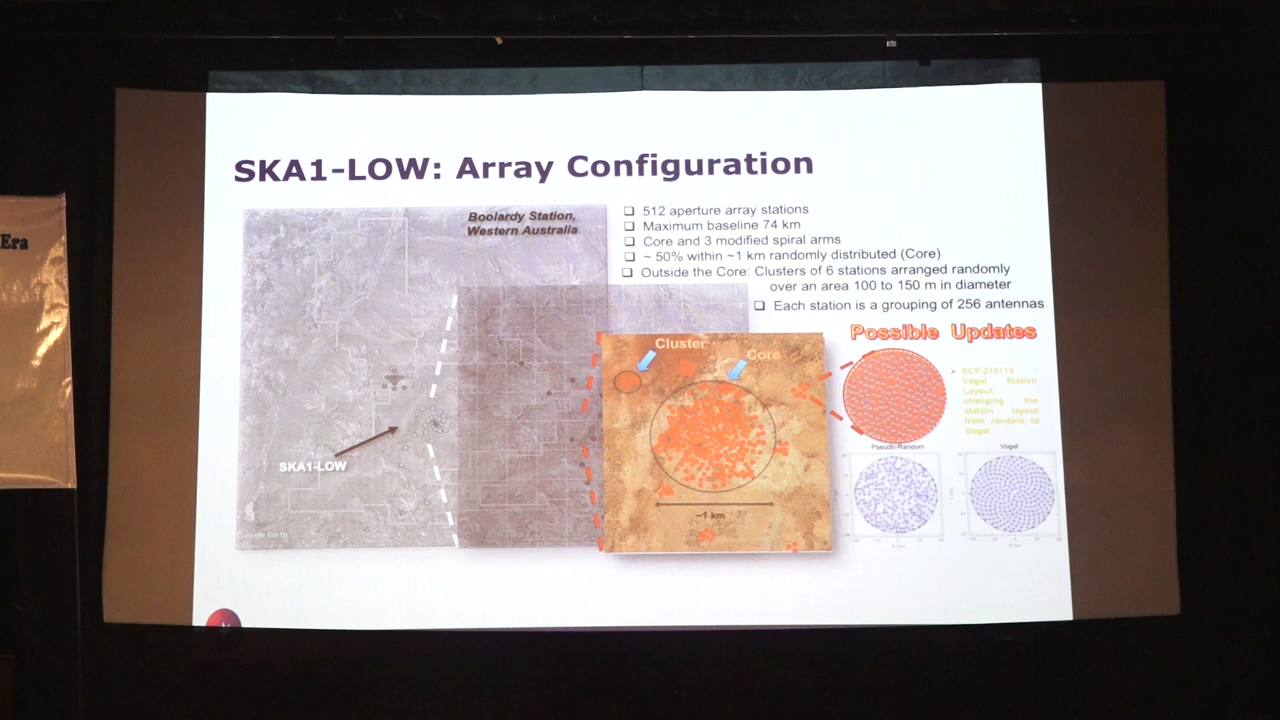 Era
SKA1-LOW: Array Configuration
Boolardy Station,
Western Australia
SKA1-LOW
Google Earth
❑ 512 aperture array stations
❑ Maximum baseline 74 km
❑ Core and 3 modified spiral arms
❑ ~ 50% within ~1 km randomly distributed (Core)
❑ Outside the Core: Clusters of 6 stations arranged randomly
over an area 100 to 150 m in diameter
❑ Each station is a grouping of 256 antennas
Cluster
Core
~1 km
Possible Updates
ECP-210113 -
Vogel Station
Layout;
changing the
station layout
from random to
Vogel
Pseudo-Random
Vogel